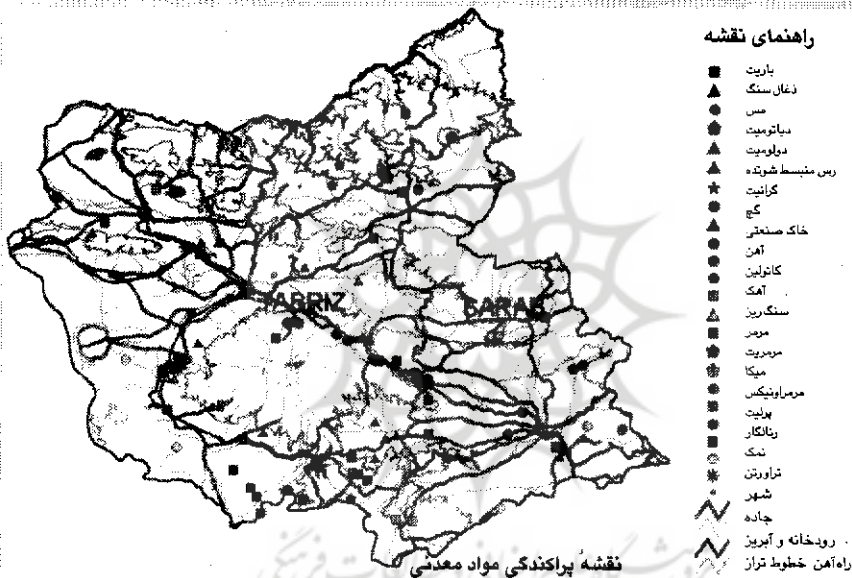 راهنمای نقشه
باریت
ذغال سنگ
مس
دیاتومیت
دولومیت
رس منبسط شونده
گرانیت
گچ
خاک صنعتی
آهن
کائولین
آهک
سنگ ریز
مرمر
مرمریت
میکا
مرمراونیکس
پرلیت
رنالگار
نمک
تراورتن
شهر
جاده
رودخانه و آبریز
راه‌آهن خطوط تراز
TABRIZ
SARAB
نقشه پراکندگی مواد معدنی